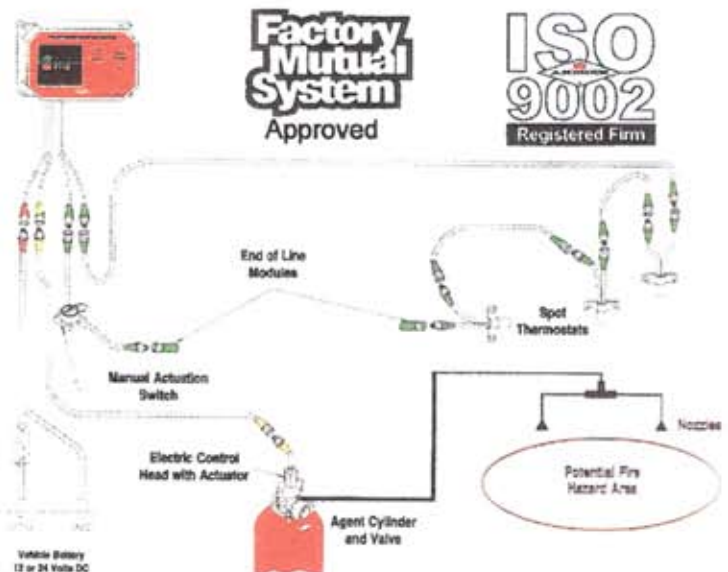 Factory
Mutual
System
Approved
ISO
9002
Registered Firm
End of Line
Modules
Spot
Thermostats
Manual Actuation
Switch
Nozzles
Electric Control
Head with Actuator
Potential Fire
Hazard Area
Agent Cylinder
and Valve
Vehicle Battery
12 or 24 Volts DC